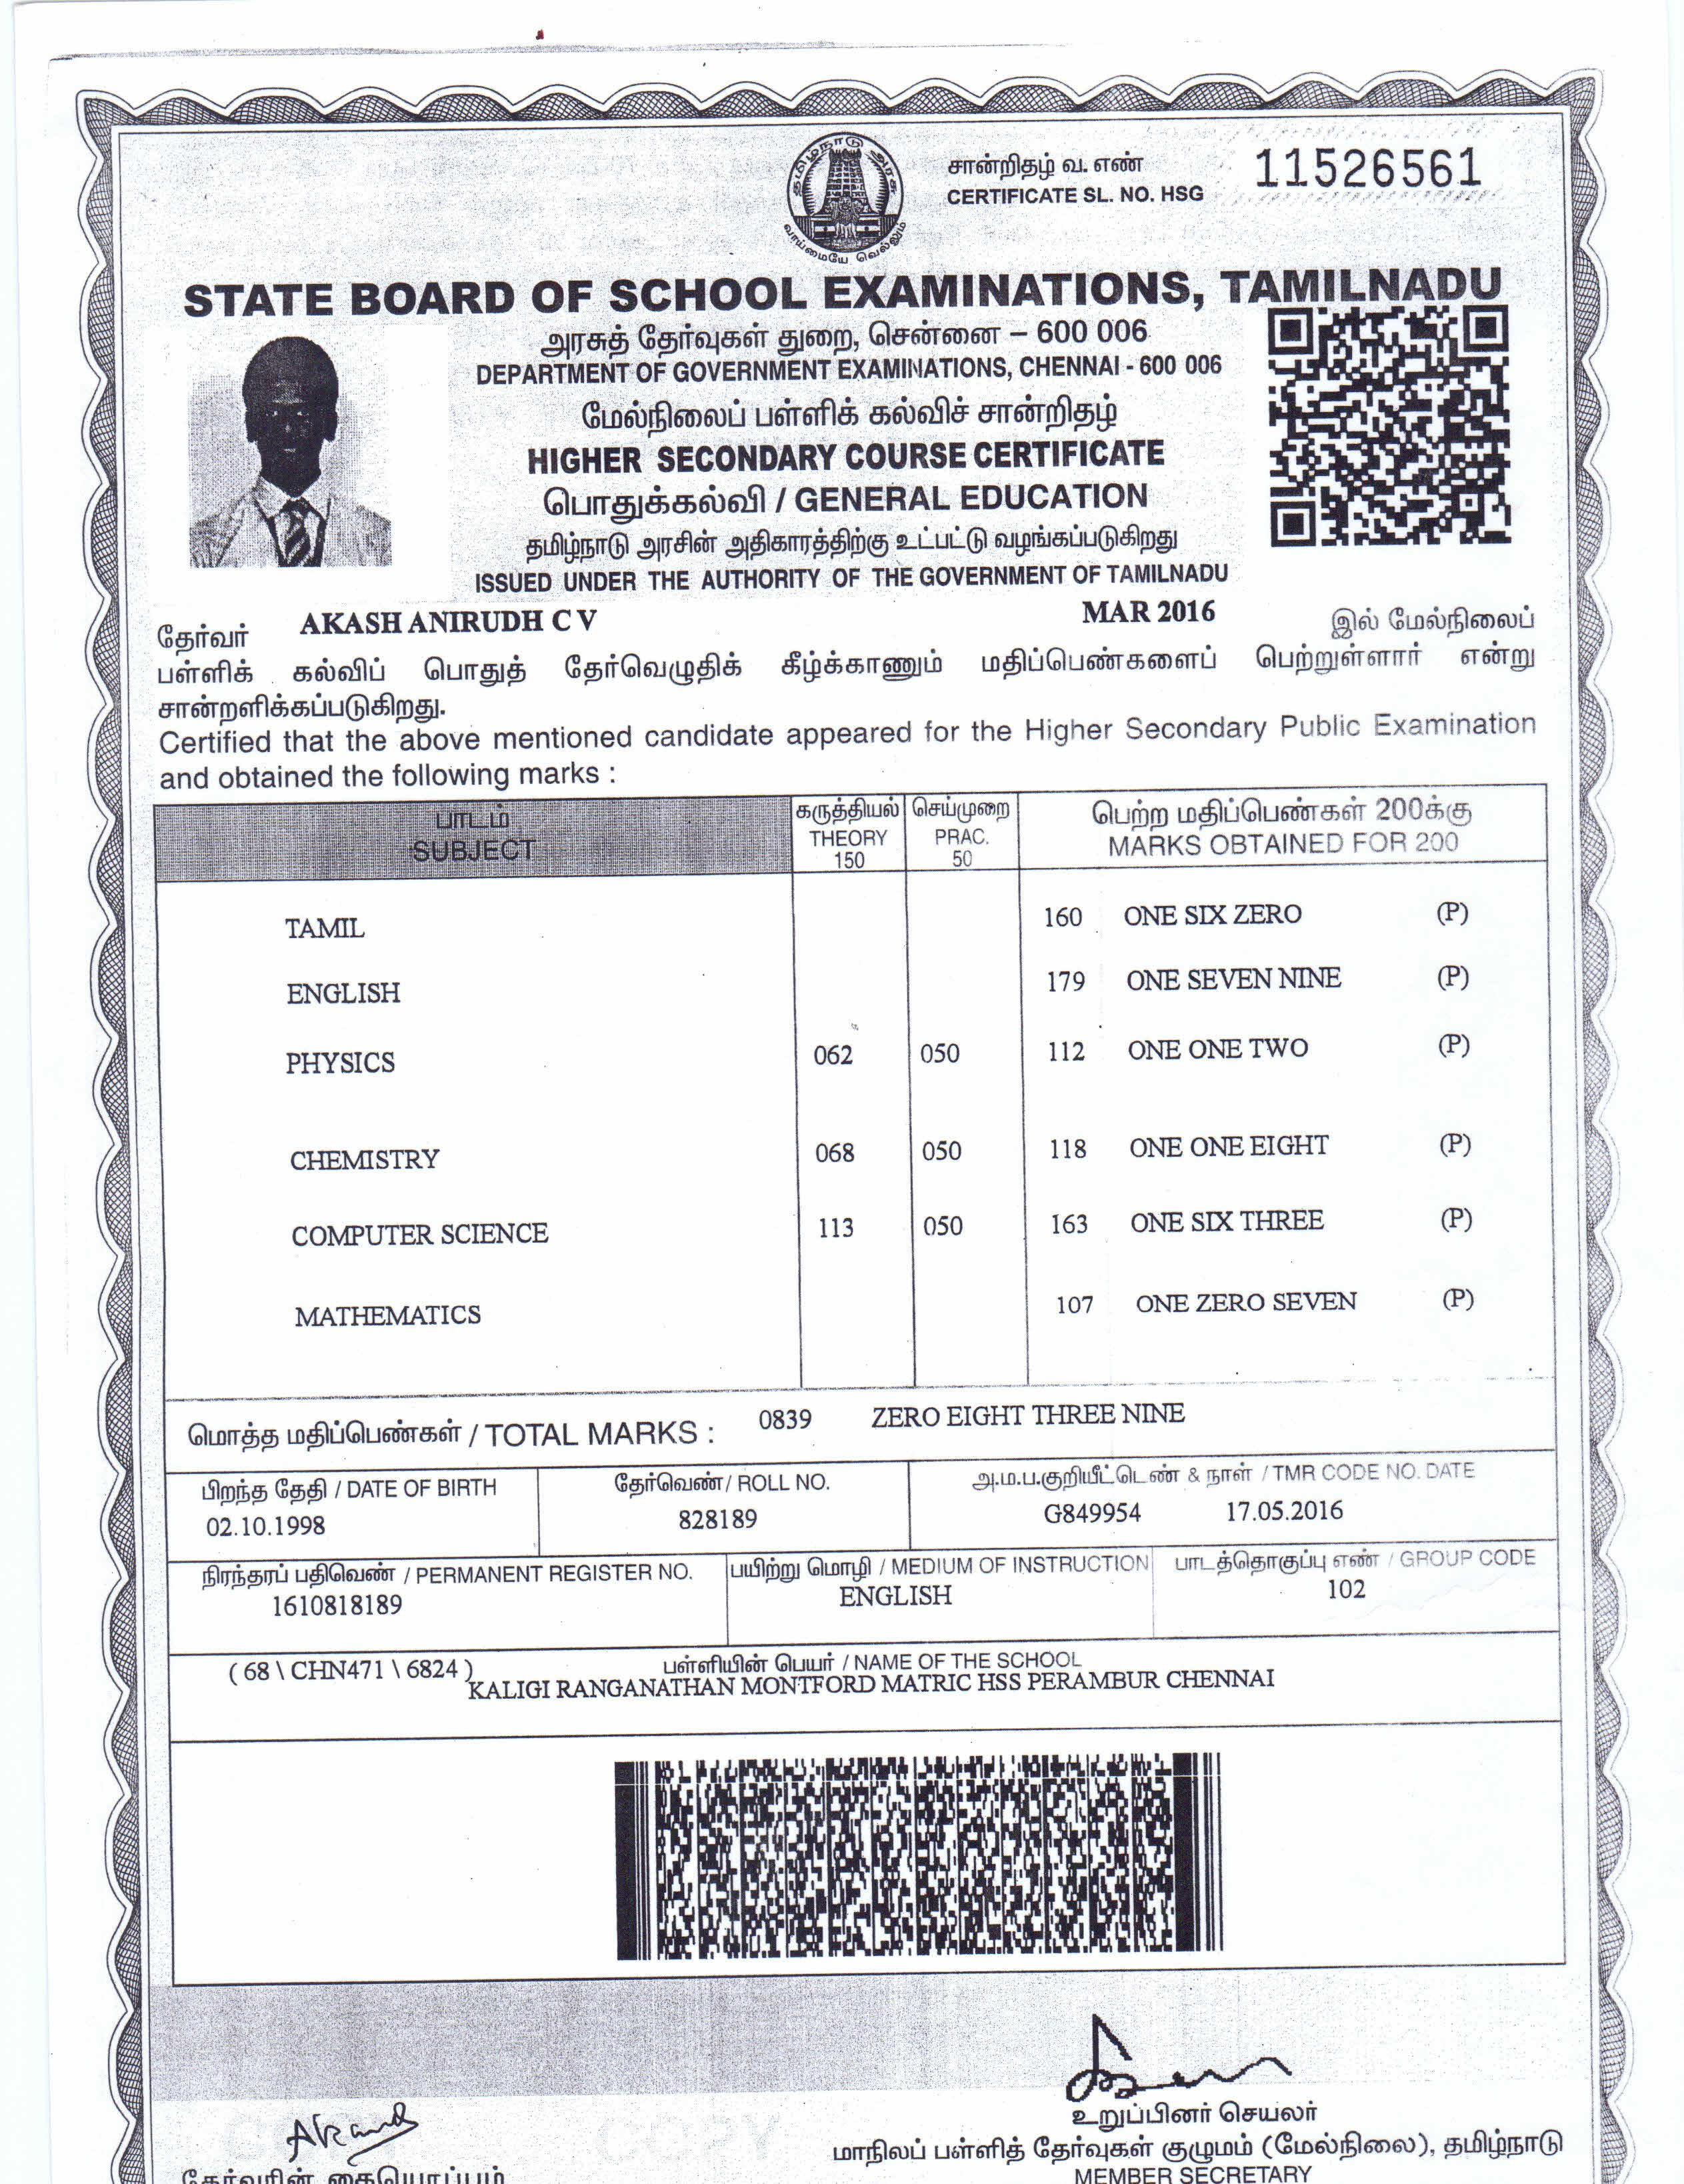 தமிழ்நாடு அரசு
வாய்மையே வெல்லும்
சான்றிதழ் வ. எண்
CERTIFICATE SL. NO. HSG 11526561
STATE BOARD OF SCHOOL EXAMINATIONS, TAMILNADU
அரசுத் தேர்வுகள் துறை, சென்னை – 600 006
DEPARTMENT OF GOVERNMENT EXAMINATIONS, CHENNAI - 600 006
மேல்நிலைப் பள்ளிக் கல்விச் சான்றிதழ்
HIGHER SECONDARY COURSE CERTIFICATE
பொதுக்கல்வி / GENERAL EDUCATION
தமிழ்நாடு அரசின் அதிகாரத்திற்கு உட்பட்டு வழங்கப்படுகிறது
ISSUED UNDER THE AUTHORITY OF THE GOVERNMENT OF TAMILNADU
தேர்வர் AKASH ANIRUDH C V MAR 2016 இல் மேல்நிலைப்
பள்ளிக் கல்விப் பொதுத் தேர்வெழுதிக் கீழ்க்காணும் மதிப்பெண்களைப் பெற்றுள்ளார் என்று
சான்றளிக்கப்படுகிறது.
Certified that the above mentioned candidate appeared for the Higher Secondary Public Examination
and obtained the following marks :
பாடம் கருத்தியல் செய்முறை பெற்ற மதிப்பெண்கள் 200க்கு
SUBJECT THEORY PRAC. MARKS OBTAINED FOR 200
150 50
TAMIL 160 ONE SIX ZERO (P)
ENGLISH 179 ONE SEVEN NINE (P)
PHYSICS 062 050 112 ONE ONE TWO (P)
CHEMISTRY 068 050 118 ONE ONE EIGHT (P)
COMPUTER SCIENCE 113 050 163 ONE SIX THREE (P)
MATHEMATICS 107 ONE ZERO SEVEN (P)
மொத்த மதிப்பெண்கள் / TOTAL MARKS : 0839 ZERO EIGHT THREE NINE
பிறந்த தேதி / DATE OF BIRTH தேர்வெண் / ROLL NO. அ.ம.ப.குறியீட்டெண் & நாள் / TMR CODE NO. DATE
02.10.1998 828189 G849954 17.05.2016
நிரந்தரப் பதிவெண் / PERMANENT REGISTER NO. பயிற்று மொழி / MEDIUM OF INSTRUCTION பாடத்தொகுப்பு எண் / GROUP CODE
1610818189 ENGLISH 102
( 68 \ CHN471 \ 6824 ) பள்ளியின் பெயர் / NAME OF THE SCHOOL
KALIGI RANGANATHAN MONTFORD MATRIC HSS PERAMBUR CHENNAI
உறுப்பினர் செயலர்
மாநிலப் பள்ளித் தேர்வுகள் குழுமம் (மேல்நிலை), தமிழ்நாடு
தேர்வரின் கையொப்பம் MEMBER SECRETARY